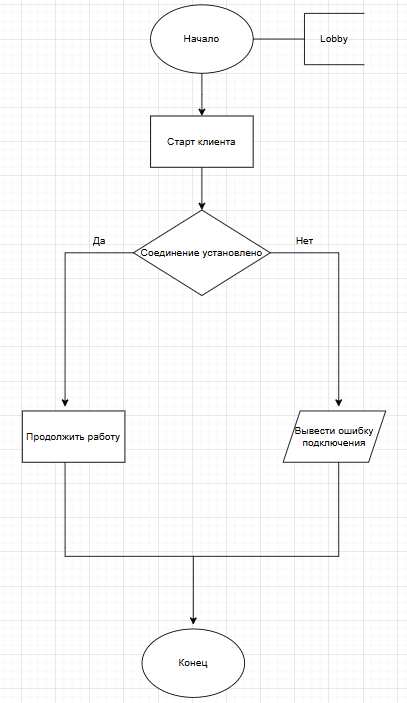 Начало
Lobby
Старт клиента
Да
Нет
Соединение установлено
Продолжить работу
Вывести ошибку
подключения
Конец